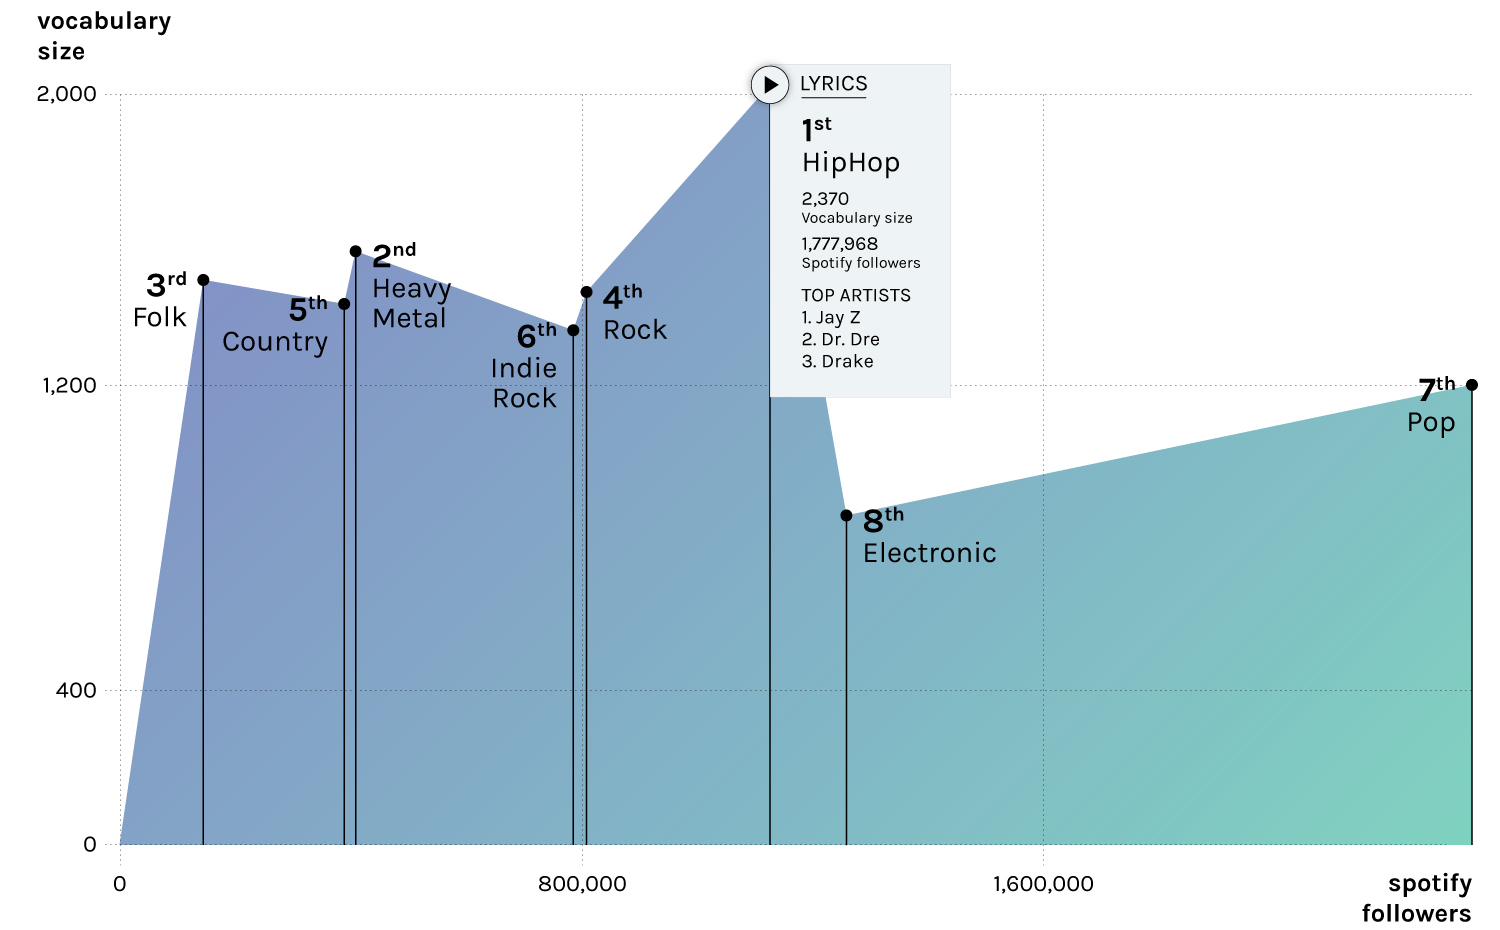 vocabulary
size
2,000
LYRICS
1st
HipHop
2,370
Vocabulary size
1,777,968
Spotify followers
TOP ARTISTS
1. Jay Z
2. Dr. Dre
3. Drake
3rd
Folk
5th
Country
2nd
Heavy
Metal
6th
Indie
Rock
4th
Rock
1,200
7th
Pop
8th
Electronic
400
0
0
800,000
1,600,000
spotify
followers